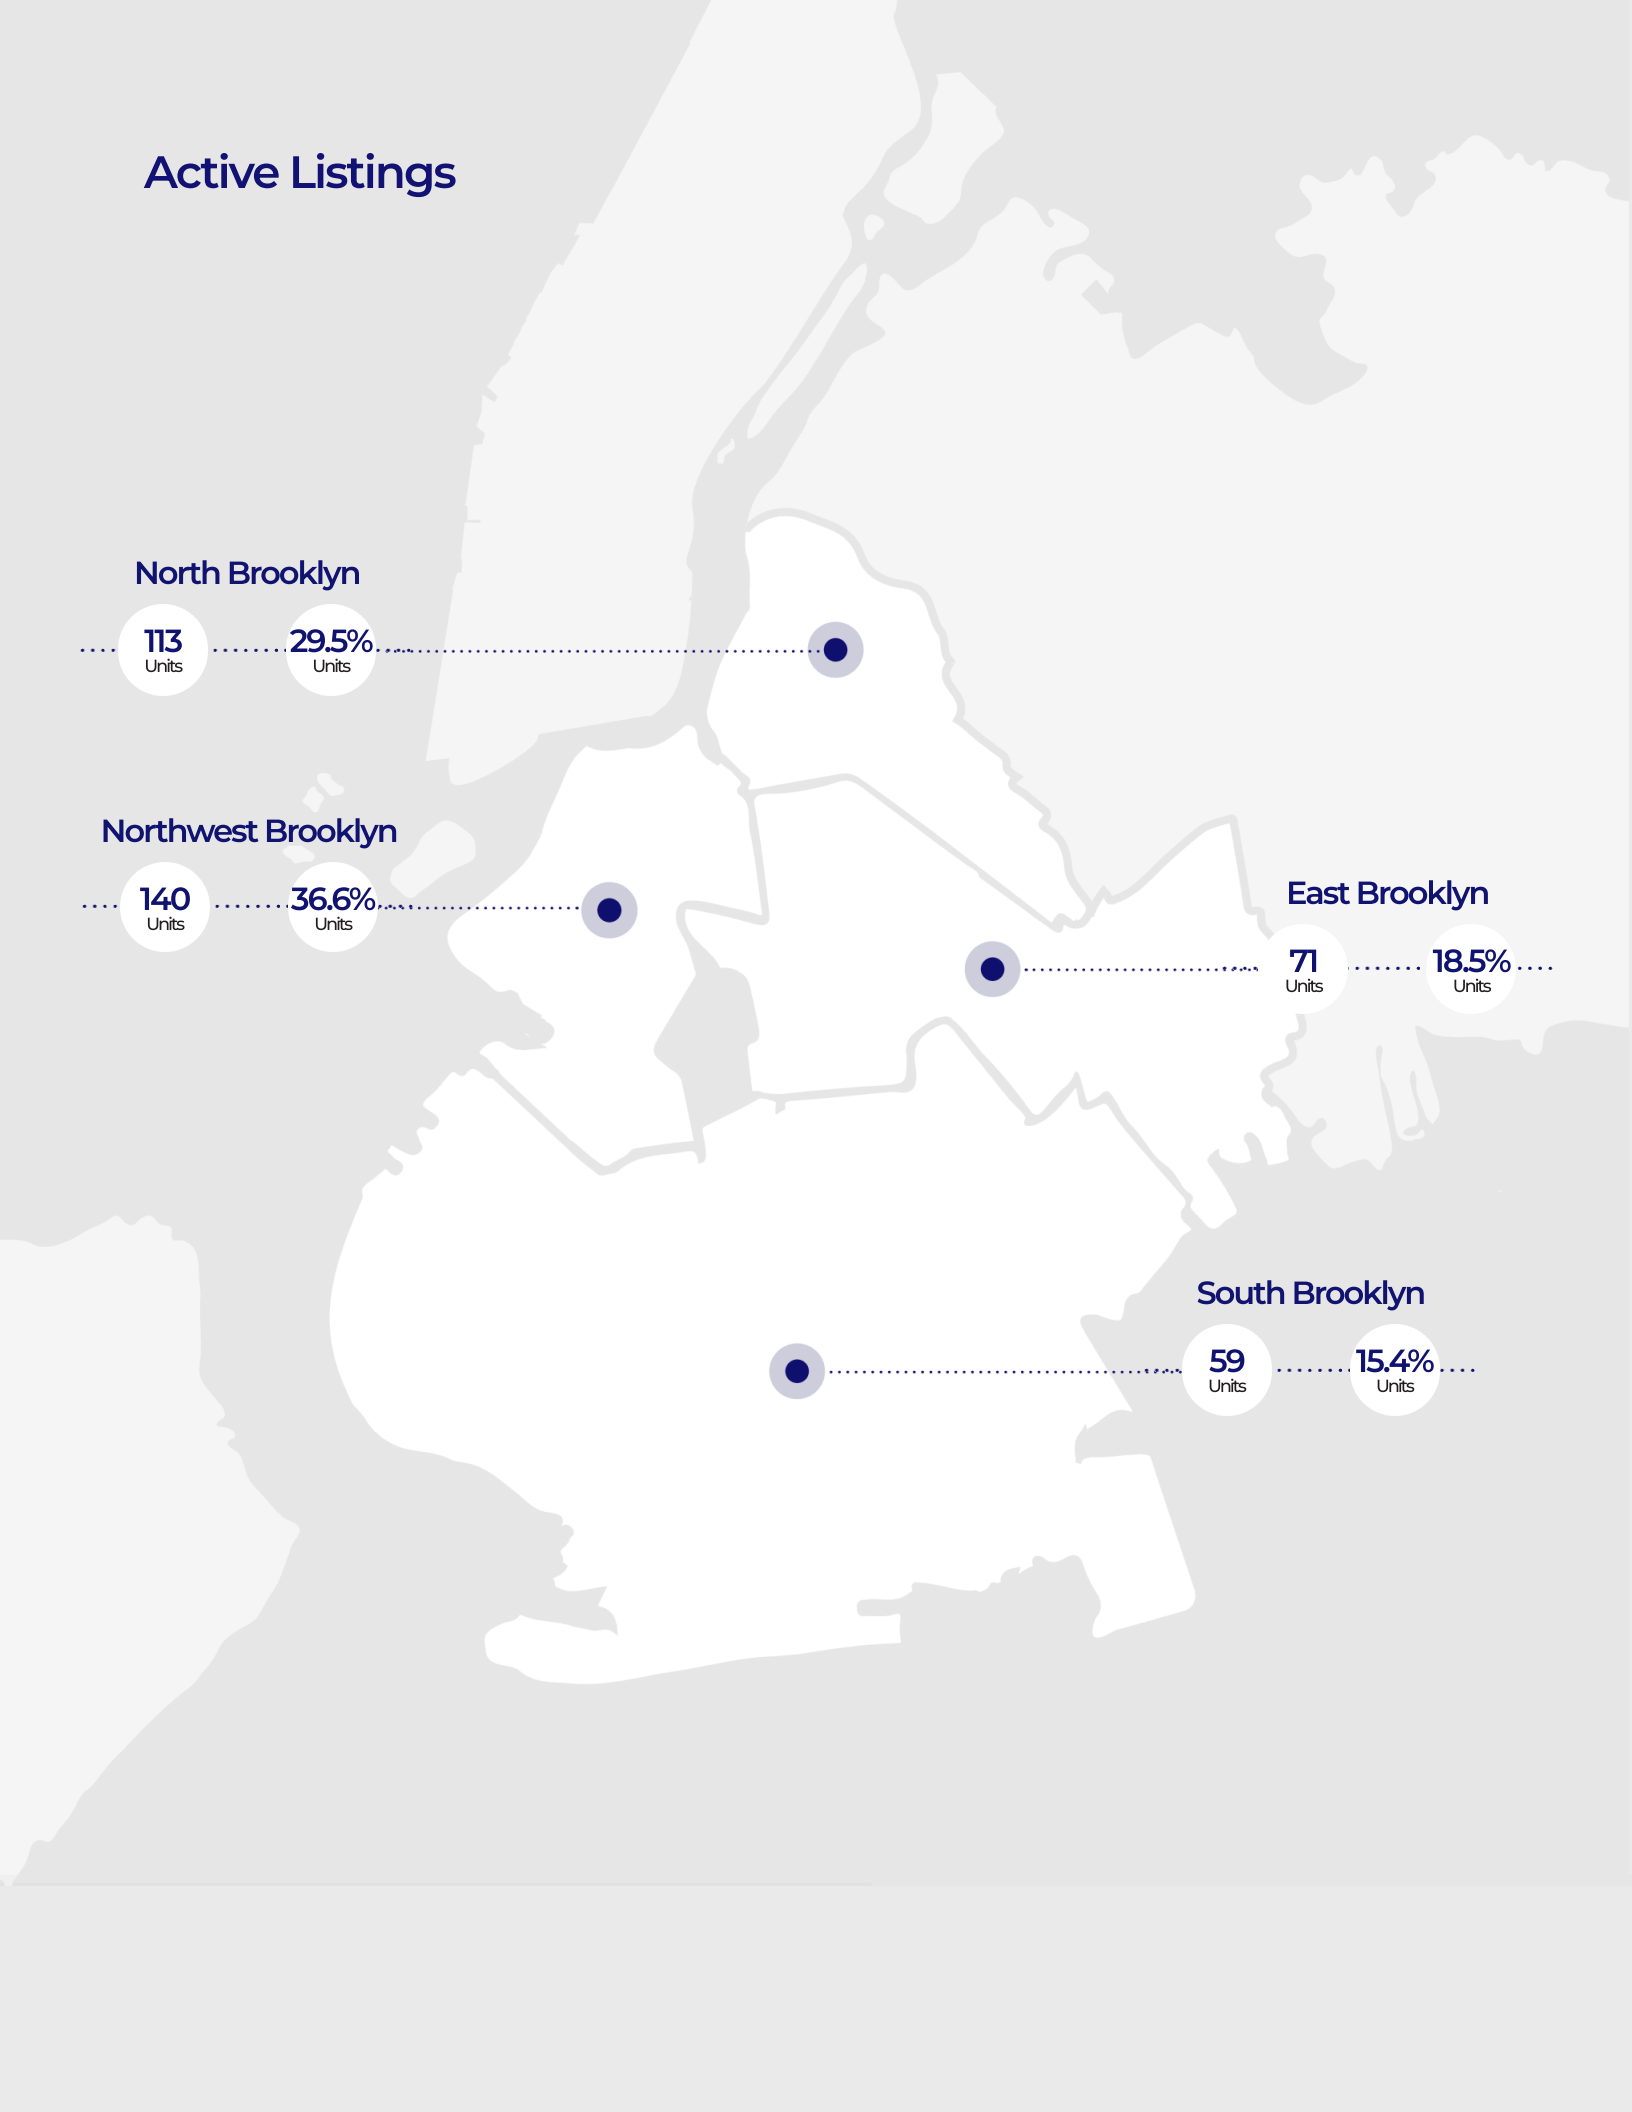 Active Listings
North Brooklyn
113 29.5%
Units Units
Northwest Brooklyn
140 36.6%
Units Units
East Brooklyn
71 18.5%
Units Units
South Brooklyn
59 15.4%
Units Units